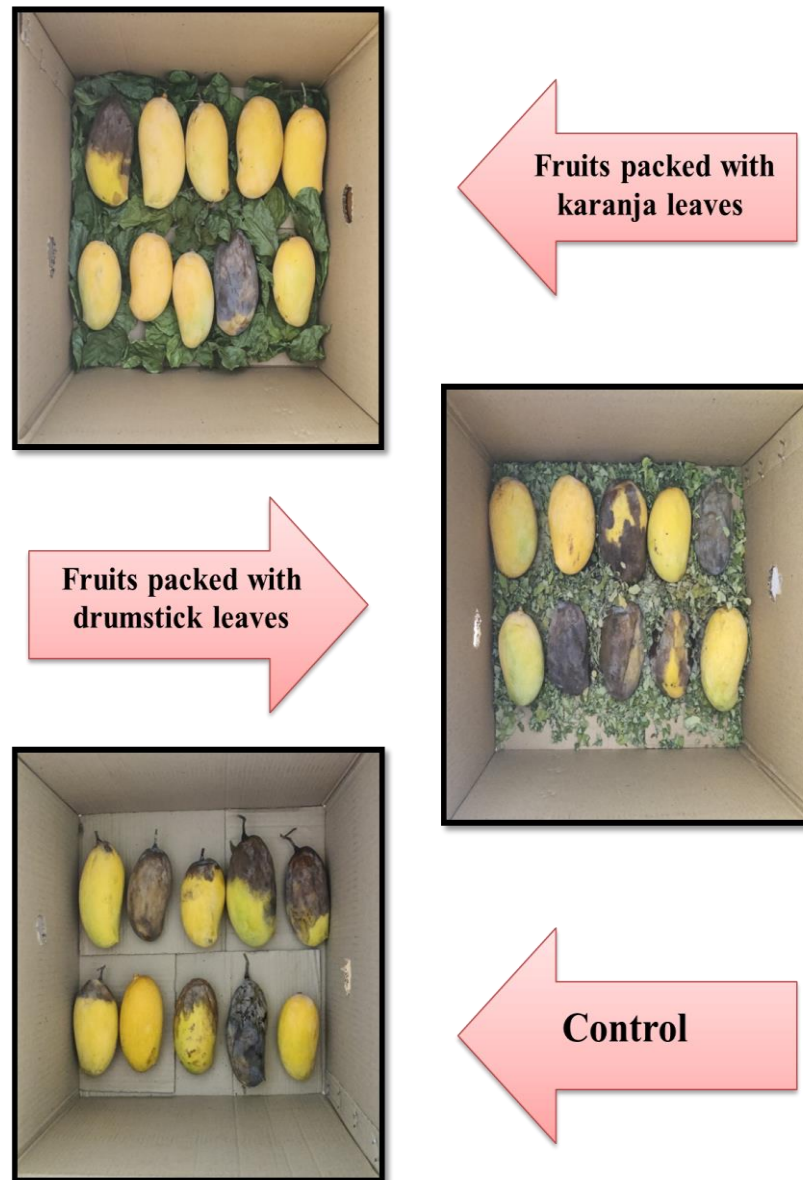 Fruits packed with
karanja leaves
Fruits packed with
drumstick leaves
Control